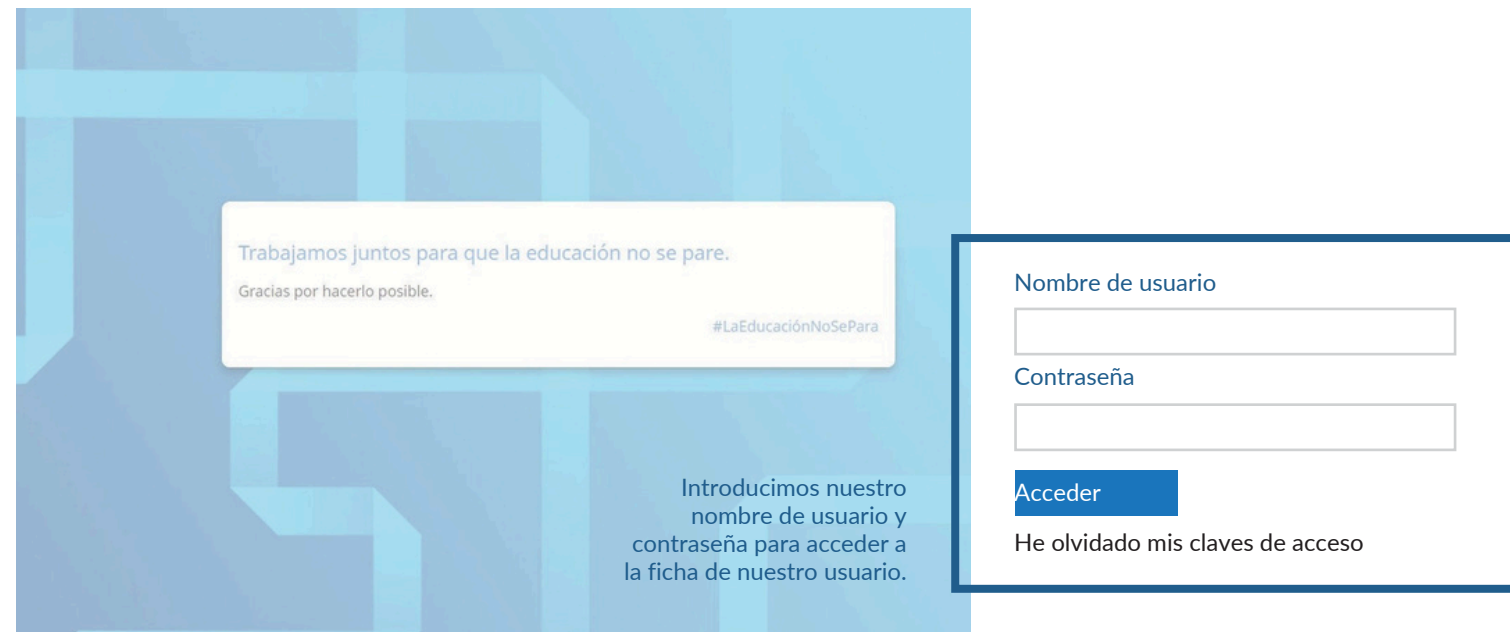 Trabajamos juntos para que la educación no se pare.
Gracias por hacerlo posible.
#LaEducaciónNoSePara
Introducimos nuestro
nombre de usuario y
contraseña para acceder a
la ficha de nuestro usuario.
Nombre de usuario
Contraseña
Acceder
He olvidado mis claves de acceso